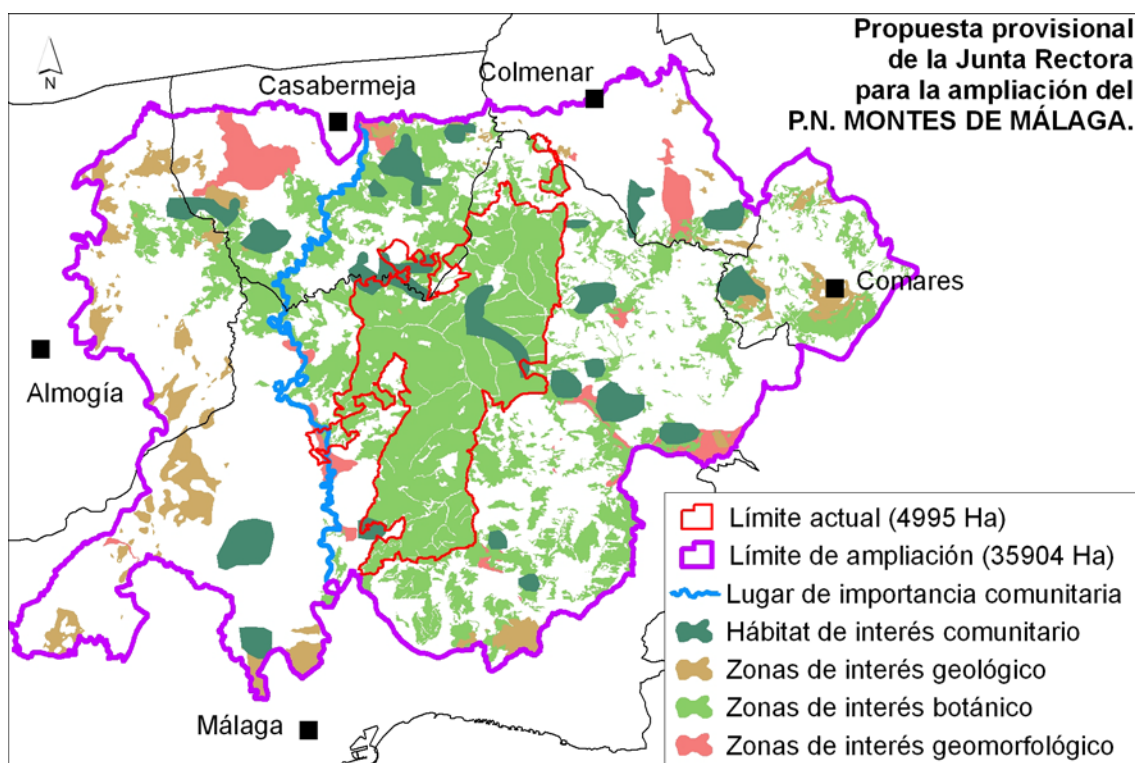 Propuesta provisional
de la Junta Rectora
para la ampliación del
P.N. MONTES DE MÁLAGA.
N
Casabermeja
Colmenar
Comares
Almogía
Málaga
Límite actual (4995 Ha)
Límite de ampliación (35904 Ha)
Lugar de importancia comunitaria
Hábitat de interés comunitario
Zonas de interés geológico
Zonas de interés botánico
Zonas de interés geomorfológico